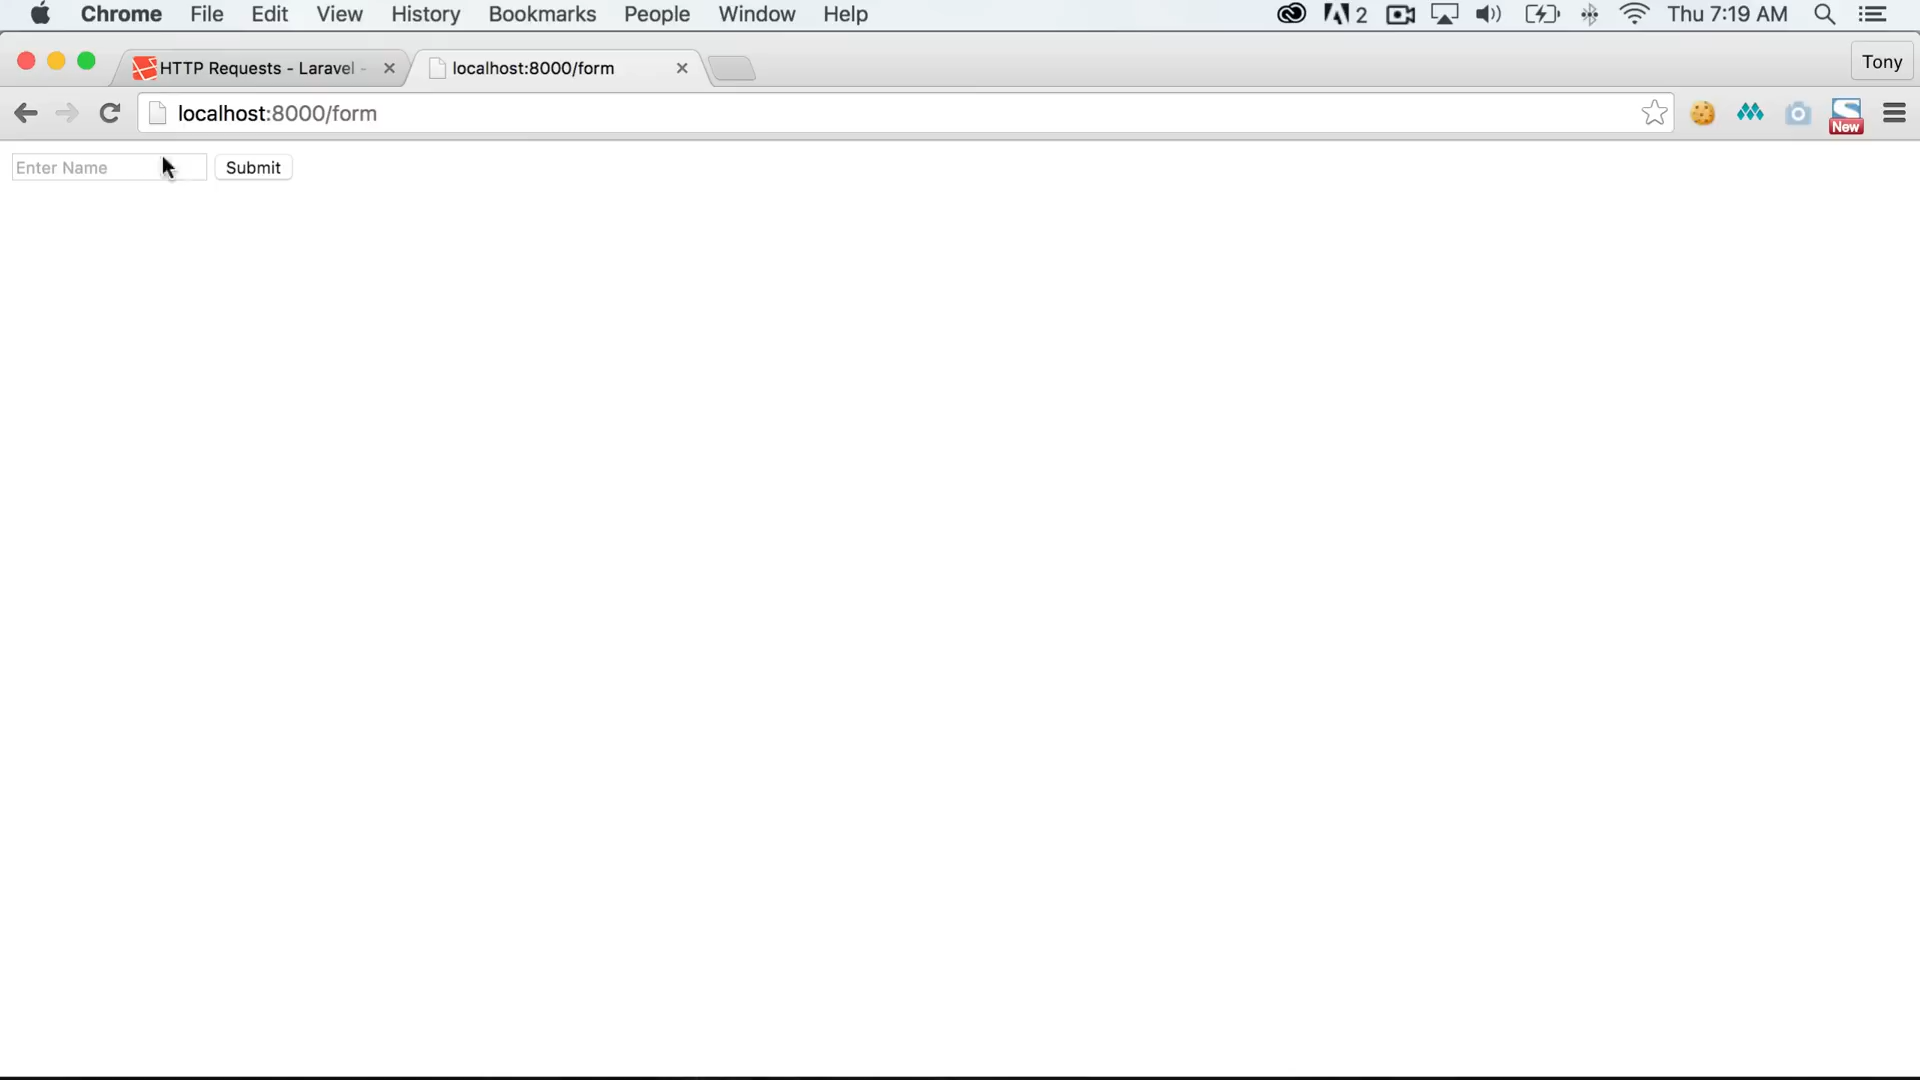 Chrome File Edit View History Bookmarks People Window Help 2 Thu 7:19 AM
HTTP Requests - Laravel - localhost:8000/form Tony
localhost:8000/form New
Enter Name Submit